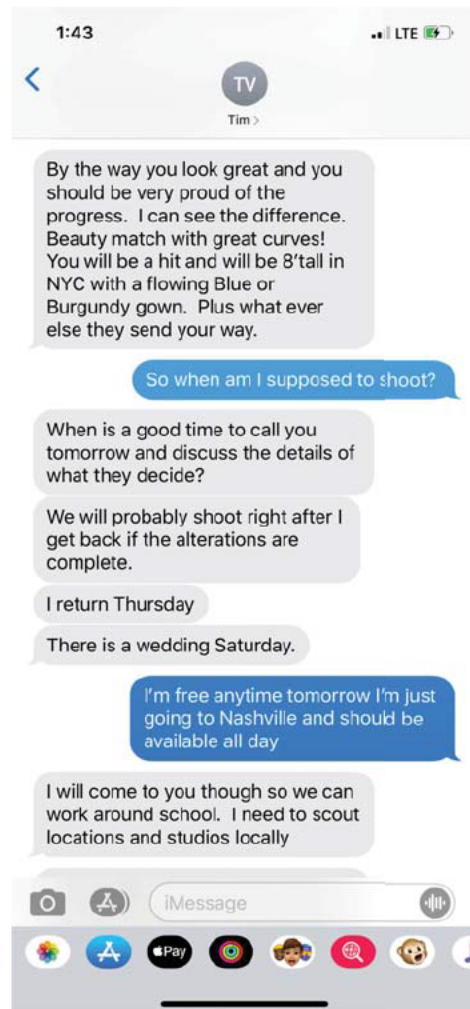 1:43
LTE
TV
Tim >
By the way you look great and you
should be very proud of the
progress.  I can see the difference.
Beauty match with great curves!
You will be a hit and will be 8'tall in
NYC with a flowing Blue or
Burgundy gown.  Plus what ever
else they send your way.
So when am I supposed to shoot?
When is a good time to call you
tomorrow and discuss the details of
what they decide?
We will probably shoot right after I
get back if the alterations are
complete.
I return Thursday
There is a wedding Saturday.
I'm free anytime tomorrow I'm just
going to Nashville and should be
available all day
I will come to you though so we can
work around school.  I need to scout
locations and studios locally
iMessage
Pay